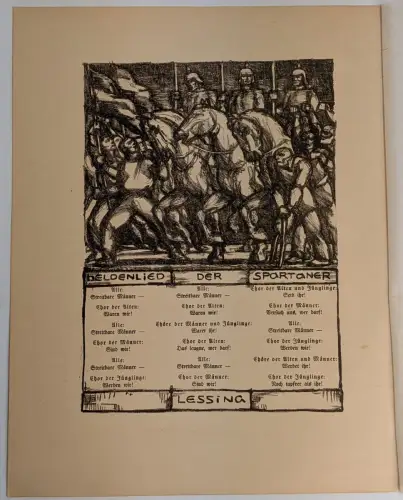 HELDENLIED DER SPARTANER
Alle:
Streitbare Männer —
Chor der Alten:
Waren wir!
Alle:
Streitbare Männer —
Chor der Männer:
Sind wir!
Alle:
Streitbare Männer —
Chor der Jünglinge:
Werden wir!
Alle:
Streitbare Männer —
Chor der Alten:
Waren wir!
Chöre der Männer und Jünglinge:
Waret ihr!
Chor der Alten:
Das leugne, wer darf!
Alle:
Streitbare Männer —
Chor der Männer:
Sind wir!
Chor der Alten und Jünglinge:
Seid ihr!
Chor der Männer:
Versuch uns, wer darf!
Alle:
Streitbare Männer —
Chor der Jünglinge:
Werden wir!
Chöre der Alten und Männer:
Werdet ihr!
Chor der Jünglinge:
Noch tapfrer als ihr!
LESSING